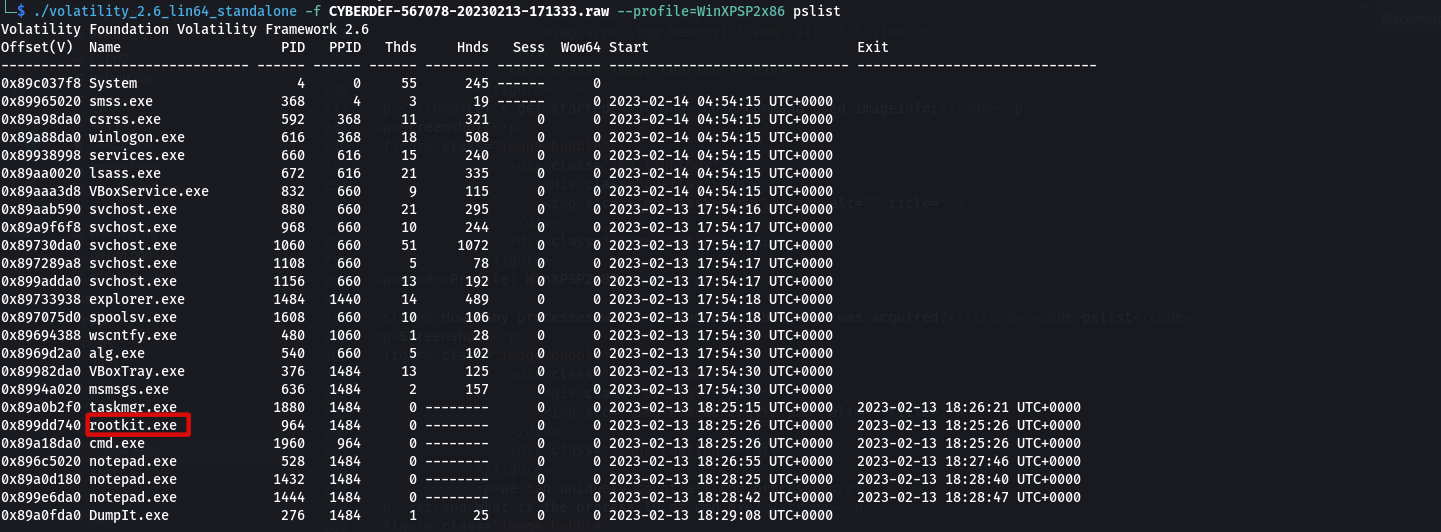 $ ./volatility_2.6_lin64_standalone -f CYBERDEF-567078-20230213-171333.raw --profile=WinXPSP2x86 pslist
Volatility Foundation Volatility Framework 2.6
Offset(V)  Name                    PID   PPID   Thds     Hnds   Sess  Wow64 Start                          Exit
---------- -------------------- ------ ------ ------ -------- ------ ------ ------------------------------ ------------------------------
0x89c037f8 System                    4      0     55      245 ------      0
0x89965020 smss.exe                368      4      3       19 ------      0 2023-02-14 04:54:15 UTC+0000
0x89a98da0 csrss.exe               592    368     11      321      0      0 2023-02-14 04:54:15 UTC+0000
0x89a88da0 winlogon.exe            616    368     18      508      0      0 2023-02-14 04:54:15 UTC+0000
0x89938998 services.exe            660    616     15      240      0      0 2023-02-14 04:54:15 UTC+0000
0x89aa0020 lsass.exe               672    616     21      335      0      0 2023-02-14 04:54:15 UTC+0000
0x89aaa3d8 VBoxService.exe         832    660      9      115      0      0 2023-02-14 04:54:15 UTC+0000
0x89aab590 svchost.exe             880    660     21      295      0      0 2023-02-13 17:54:16 UTC+0000
0x89a9f6f8 svchost.exe             968    660     10      244      0      0 2023-02-13 17:54:17 UTC+0000
0x89730da0 svchost.exe            1060    660     51     1072      0      0 2023-02-13 17:54:17 UTC+0000
0x897289a8 svchost.exe            1108    660      5       78      0      0 2023-02-13 17:54:17 UTC+0000
0x899adda0 svchost.exe            1156    660     13      192      0      0 2023-02-13 17:54:17 UTC+0000
0x89733938 explorer.exe           1484   1440     14      489      0      0 2023-02-13 17:54:18 UTC+0000
0x897075d0 spoolsv.exe            1608    660     10      106      0      0 2023-02-13 17:54:18 UTC+0000
0x89694388 wscntfy.exe             480   1060      1       28      0      0 2023-02-13 17:54:30 UTC+0000
0x8969d2a0 alg.exe                 540    660      5      102      0      0 2023-02-13 17:54:30 UTC+0000
0x89982da0 VBoxTray.exe            376   1484     13      125      0      0 2023-02-13 17:54:30 UTC+0000
0x8994a020 msmsgs.exe              636   1484      2      157      0      0 2023-02-13 17:54:30 UTC+0000
0x89a0b2f0 taskmgr.exe            1880   1484      0 --------      0      0 2023-02-13 18:25:15 UTC+0000   2023-02-13 18:26:21 UTC+0000
0x899dd740 rootkit.exe             964   1484      0 --------      0      0 2023-02-13 18:25:26 UTC+0000   2023-02-13 18:25:26 UTC+0000
0x89a18da0 cmd.exe                1960    964      0 --------      0      0 2023-02-13 18:25:26 UTC+0000   2023-02-13 18:25:26 UTC+0000
0x896c5020 notepad.exe             528   1484      0 --------      0      0 2023-02-13 18:26:55 UTC+0000   2023-02-13 18:27:46 UTC+0000
0x89a0d180 notepad.exe            1432   1484      0 --------      0      0 2023-02-13 18:28:25 UTC+0000   2023-02-13 18:28:40 UTC+0000
0x899e6da0 notepad.exe            1444   1484      0 --------      0      0 2023-02-13 18:28:42 UTC+0000   2023-02-13 18:28:47 UTC+0000
0x89a0fda0 DumpIt.exe              276   1484      1       25      0      0 2023-02-13 18:29:08 UTC+0000